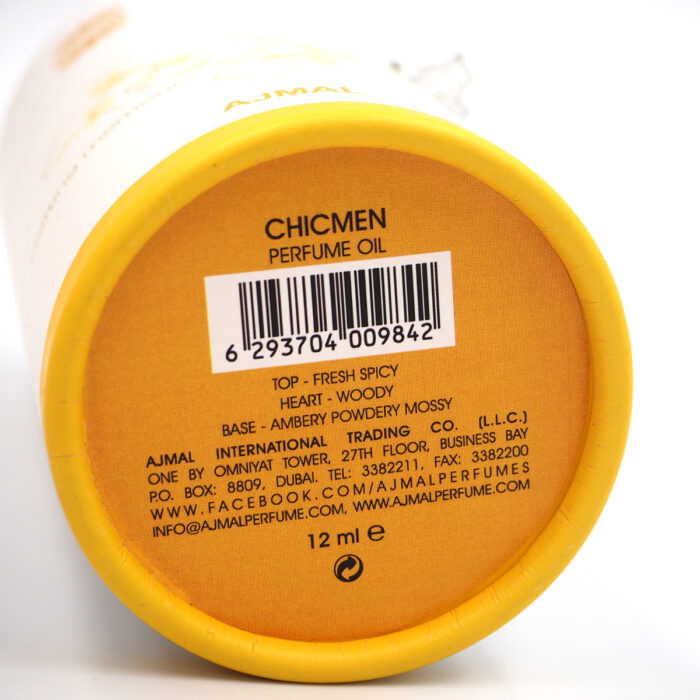 AJMAL
CHICMEN
PERFUME OIL
6 293704 009842
TOP - FRESH SPICY
HEART - WOODY
BASE - AMBERY POWDERY MOSSY
AJMAL INTERNATIONAL TRADING CO. (L.L.C.)
ONE BY OMNIYAT TOWER, 27TH FLOOR, BUSINESS BAY
P.O. BOX: 8809, DUBAI. TEL: 3382211, FAX: 3382200
WWW.FACEBOOK.COM/AJMALPERFUMES
INFO@AJMALPERFUME.COM, WWW.AJMALPERFUME.COM
12 ml e